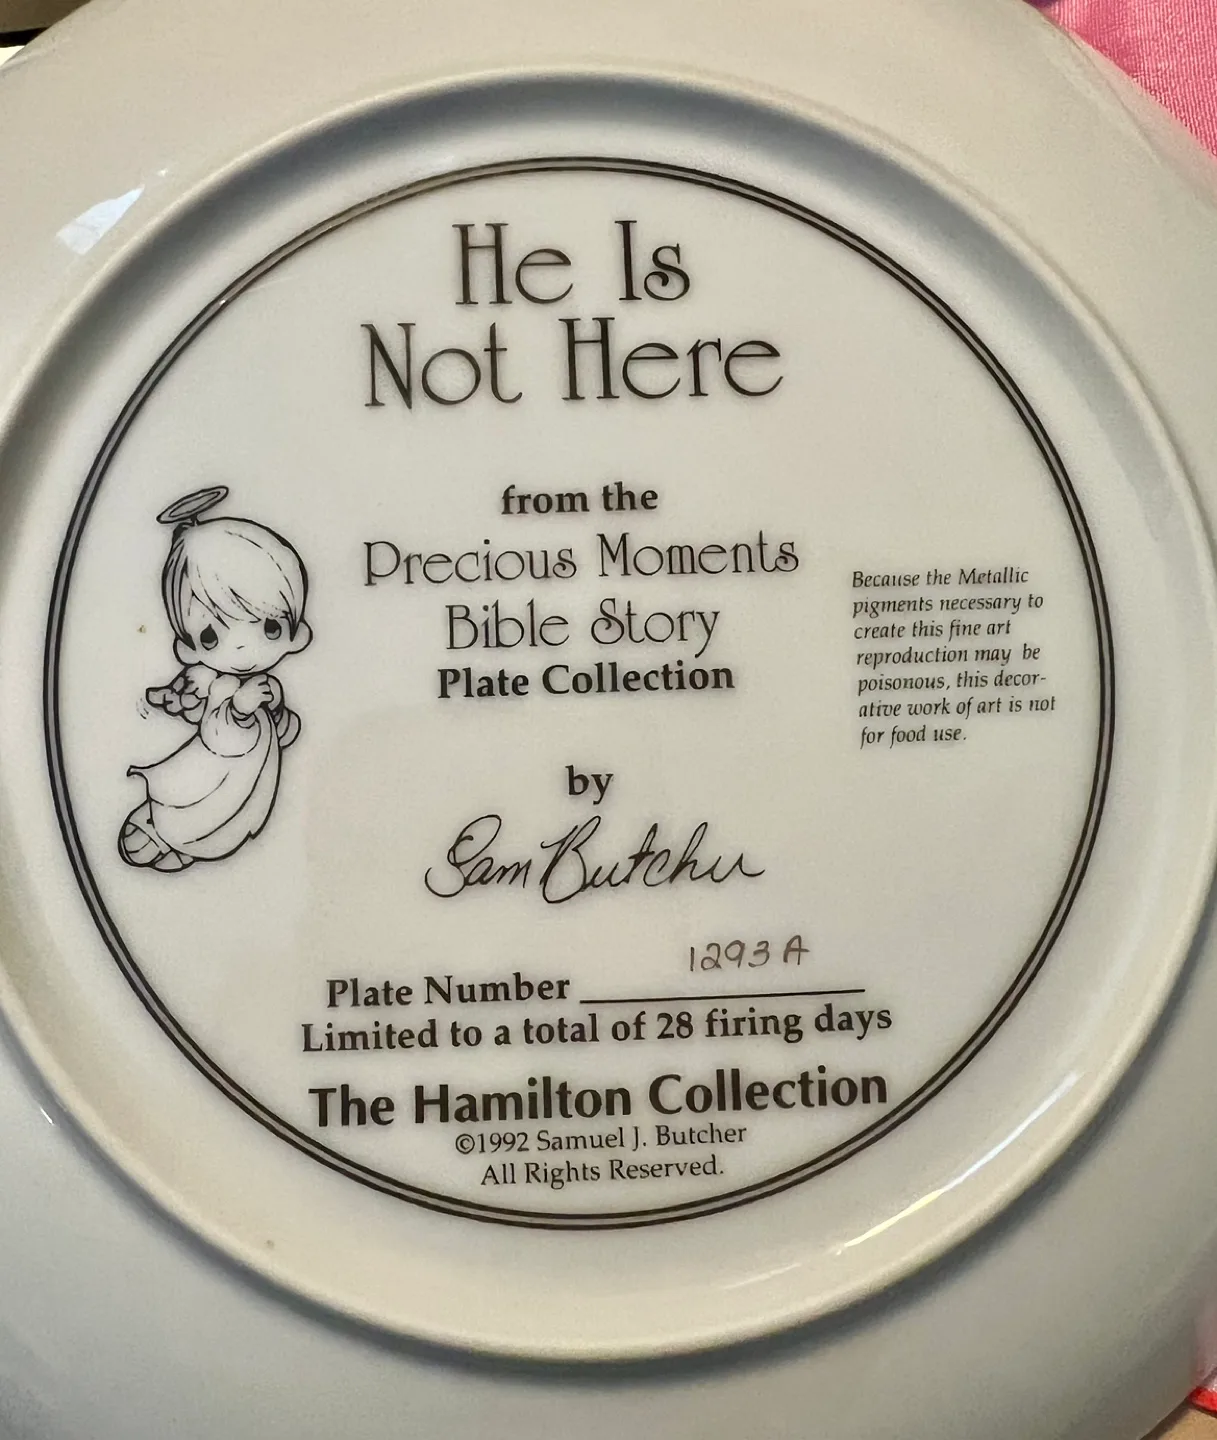 He Is
Not Here
from the
Precious Moments
Bible Story
Plate Collection
Because the Metallic
pigments necessary to
create this fine art
reproduction may be
poisonous, this decor-
ative work of art is not
for food use.
by
Sam Butcher
Plate Number 1293 A
Limited to a total of 28 firing days
The Hamilton Collection
©1992 Samuel J. Butcher
All Rights Reserved.